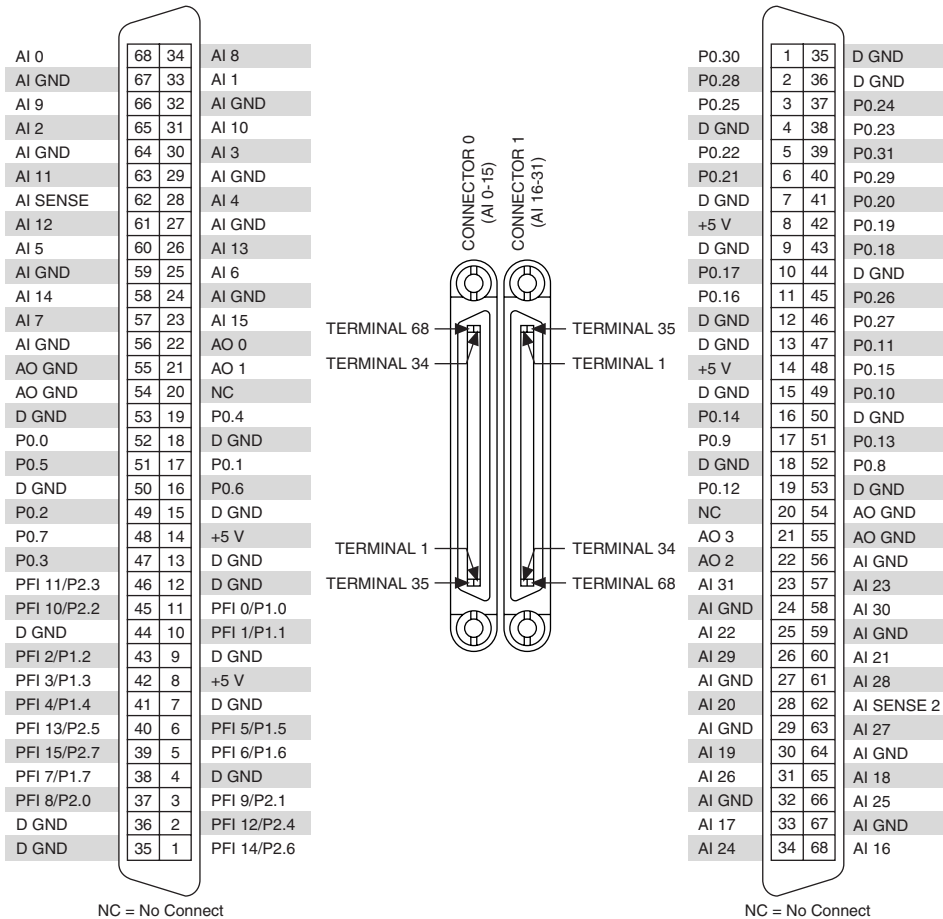 AI 0 68 34 AI 8
AI GND 67 33 AI 1
AI 9 66 32 AI GND
AI 2 65 31 AI 10
AI GND 64 30 AI 3
AI 11 63 29 AI GND
AI SENSE 62 28 AI 4
AI 12 61 27 AI GND
AI 5 60 26 AI 13
AI GND 59 25 AI 6
AI 14 58 24 AI GND
AI 7 57 23 AI 15
AI GND 56 22 AO 0
AO GND 55 21 AO 1
AO GND 54 20 NC
D GND 53 19 P0.4
P0.0 52 18 D GND
P0.5 51 17 P0.1
D GND 50 16 P0.6
P0.2 49 15 D GND
P0.7 48 14 +5 V
P0.3 47 13 D GND
PFI 11/P2.3 46 12 D GND
PFI 10/P2.2 45 11 PFI 0/P1.0
D GND 44 10 PFI 1/P1.1
PFI 2/P1.2 43 9 D GND
PFI 3/P1.3 42 8 +5 V
PFI 4/P1.4 41 7 D GND
PFI 13/P2.5 40 6 PFI 5/P1.5
PFI 15/P2.7 39 5 PFI 6/P1.6
PFI 7/P1.7 38 4 D GND
PFI 8/P2.0 37 3 PFI 9/P2.1
D GND 36 2 PFI 12/P2.4
D GND 35 1 PFI 14/P2.6
NC = No Connect
CONNECTOR 0
(AI 0-15)
CONNECTOR 1
(AI 16-31)
TERMINAL 68
TERMINAL 34
TERMINAL 35
TERMINAL 1
TERMINAL 1
TERMINAL 35
TERMINAL 34
TERMINAL 68
P0.30 1 35 D GND
P0.28 2 36 D GND
P0.25 3 37 P0.24
D GND 4 38 P0.23
P0.22 5 39 P0.31
P0.21 6 40 P0.29
D GND 7 41 P0.20
+5 V 8 42 P0.19
D GND 9 43 P0.18
P0.17 10 44 D GND
P0.16 11 45 P0.26
D GND 12 46 P0.27
D GND 13 47 P0.11
+5 V 14 48 P0.15
D GND 15 49 P0.10
P0.14 16 50 D GND
P0.9 17 51 P0.13
D GND 18 52 P0.8
P0.12 19 53 D GND
NC 20 54 AO GND
AO 3 21 55 AO GND
AO 2 22 56 AI GND
AI 31 23 57 AI 23
AI GND 24 58 AI 30
AI 22 25 59 AI GND
AI 29 26 60 AI 21
AI GND 27 61 AI 28
AI 20 28 62 AI SENSE 2
AI GND 29 63 AI 27
AI 19 30 64 AI GND
AI 26 31 65 AI 18
AI GND 32 66 AI 25
AI 17 33 67 AI GND
AI 24 34 68 AI 16
NC = No Connect